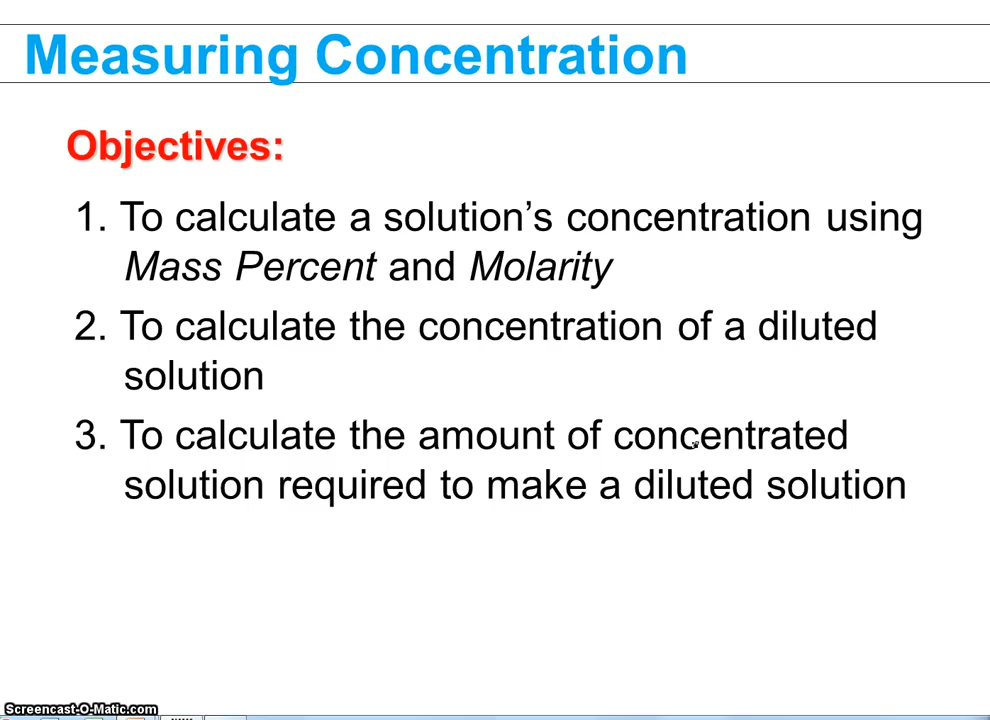 Measuring Concentration
Objectives:
1. To calculate a solution’s concentration using
Mass Percent and Molarity
2. To calculate the concentration of a diluted
solution
3. To calculate the amount of concentrated
solution required to make a diluted solution
Screencast-O-Matic.com